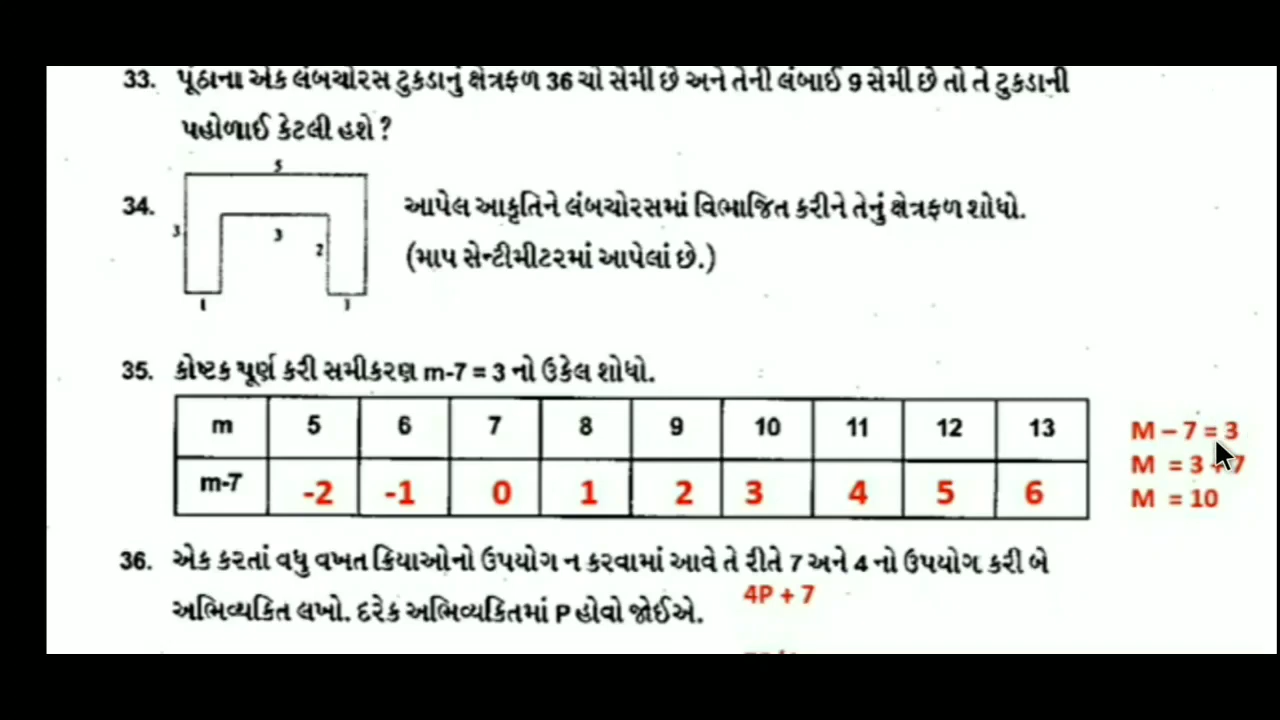 33. પૂંઠાના એક લંબચોરસ ટુકડાનું ક્ષેત્રફળ 36 ચો સેમી છે અને તેની લંબાઈ 9 સેમી છે તો તે ટુકડાની
પહોળાઈ કેટલી હશે?
5
34. આપેલ આકૃતિને લંબચોરસમાં વિભાજિત કરીને તેનું ક્ષેત્રફળ શોધો.
3 3 2
(માપ સેન્ટીમીટરમાં આપેલાં છે.)
1 1
35. કોષ્ટક પૂર્ણ કરી સમીકરણ m-7 = 3 નો ઉકેલ શોધો.
m 5 6 7 8 9 10 11 12 13
m-7 -2 -1 0 1 2 3 4 5 6
M – 7 = 3
M = 3 + 7
M = 10
36. એક કરતાં વધુ વખત ક્રિયાઓનો ઉપયોગ ન કરવામાં આવે તે રીતે 7 અને 4 નો ઉપયોગ કરી બે
અભિવ્યકિત લખો. દરેક અભિવ્યકિતમાં P હોવો જોઈએ.
4P + 7